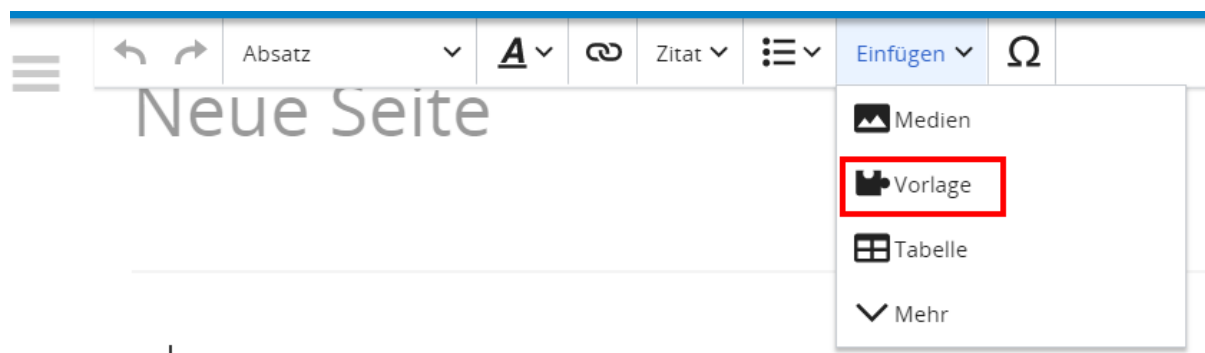 Absatz A Zitat Einfügen Ω
Neue Seite
Medien
Vorlage
Tabelle
Mehr